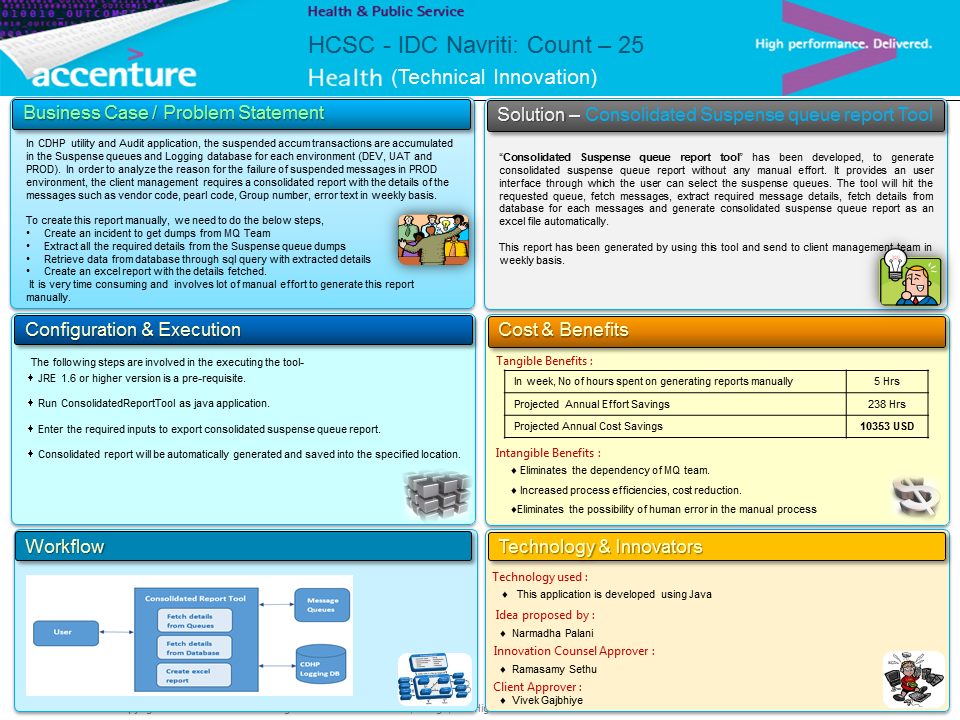 Health & Public Service
HCSC - IDC Navriti: Count – 25
Health (Technical Innovation)
accenture
High performance. Delivered.
Business Case / Problem Statement
In CDHP utility and Audit application, the suspended accum transactions are accumulated
in the Suspense queues and Logging database for each environment (DEV, UAT and
PROD). In order to analyze the reason for the failure of suspended messages in PROD
environment, the client management requires a consolidated report with the details of the
messages such as vendor code, pearl code, Group number, error text in weekly basis.
To create this report manually, we need to do the below steps,
• Create an incident to get dumps from MQ Team
• Extract all the required details from the Suspense queue dumps
• Retrieve data from database through sql query with extracted details
• Create an excel report with the details fetched.
It is very time consuming and involves lot of manual effort to generate this report
manually.
Solution – Consolidated Suspense queue report Tool
“Consolidated Suspense queue report tool” has been developed, to generate
consolidated suspense queue report without any manual effort. It provides an user
interface through which the user can select the suspense queues. The tool will hit the
requested queue, fetch messages, extract required message details, fetch details from
database for each messages and generate consolidated suspense queue report as an
excel file automatically.
This report has been generated by using this tool and send to client management team in
weekly basis.
Configuration & Execution
The following steps are involved in the executing the tool-
JRE 1.6 or higher version is a pre-requisite.
Run ConsolidatedReportTool as java application.
Enter the required inputs to export consolidated suspense queue report.
Consolidated report will be automatically generated and saved into the specified location.
Cost & Benefits
Tangible Benefits :
In week, No of hours spent on generating reports manually 5 Hrs
Projected Annual Effort Savings 238 Hrs
Projected Annual Cost Savings 10353 USD
Intangible Benefits :
♦ Eliminates the dependency of MQ team.
♦ Increased process efficiencies, cost reduction.
♦Eliminates the possibility of human error in the manual process
Workflow
User
Consolidated Report Tool
Fetch details
from Queues
Fetch details
from Database
Create excel
report
Message
Queues
CDHP
Logging DB
Technology & Innovators
Technology used :
♦ This application is developed using Java
Idea proposed by :
♦ Narmadha Palani
Innovation Counsel Approver :
♦ Ramasamy Sethu
Client Approver :
♦ Vivek Gajbhiye